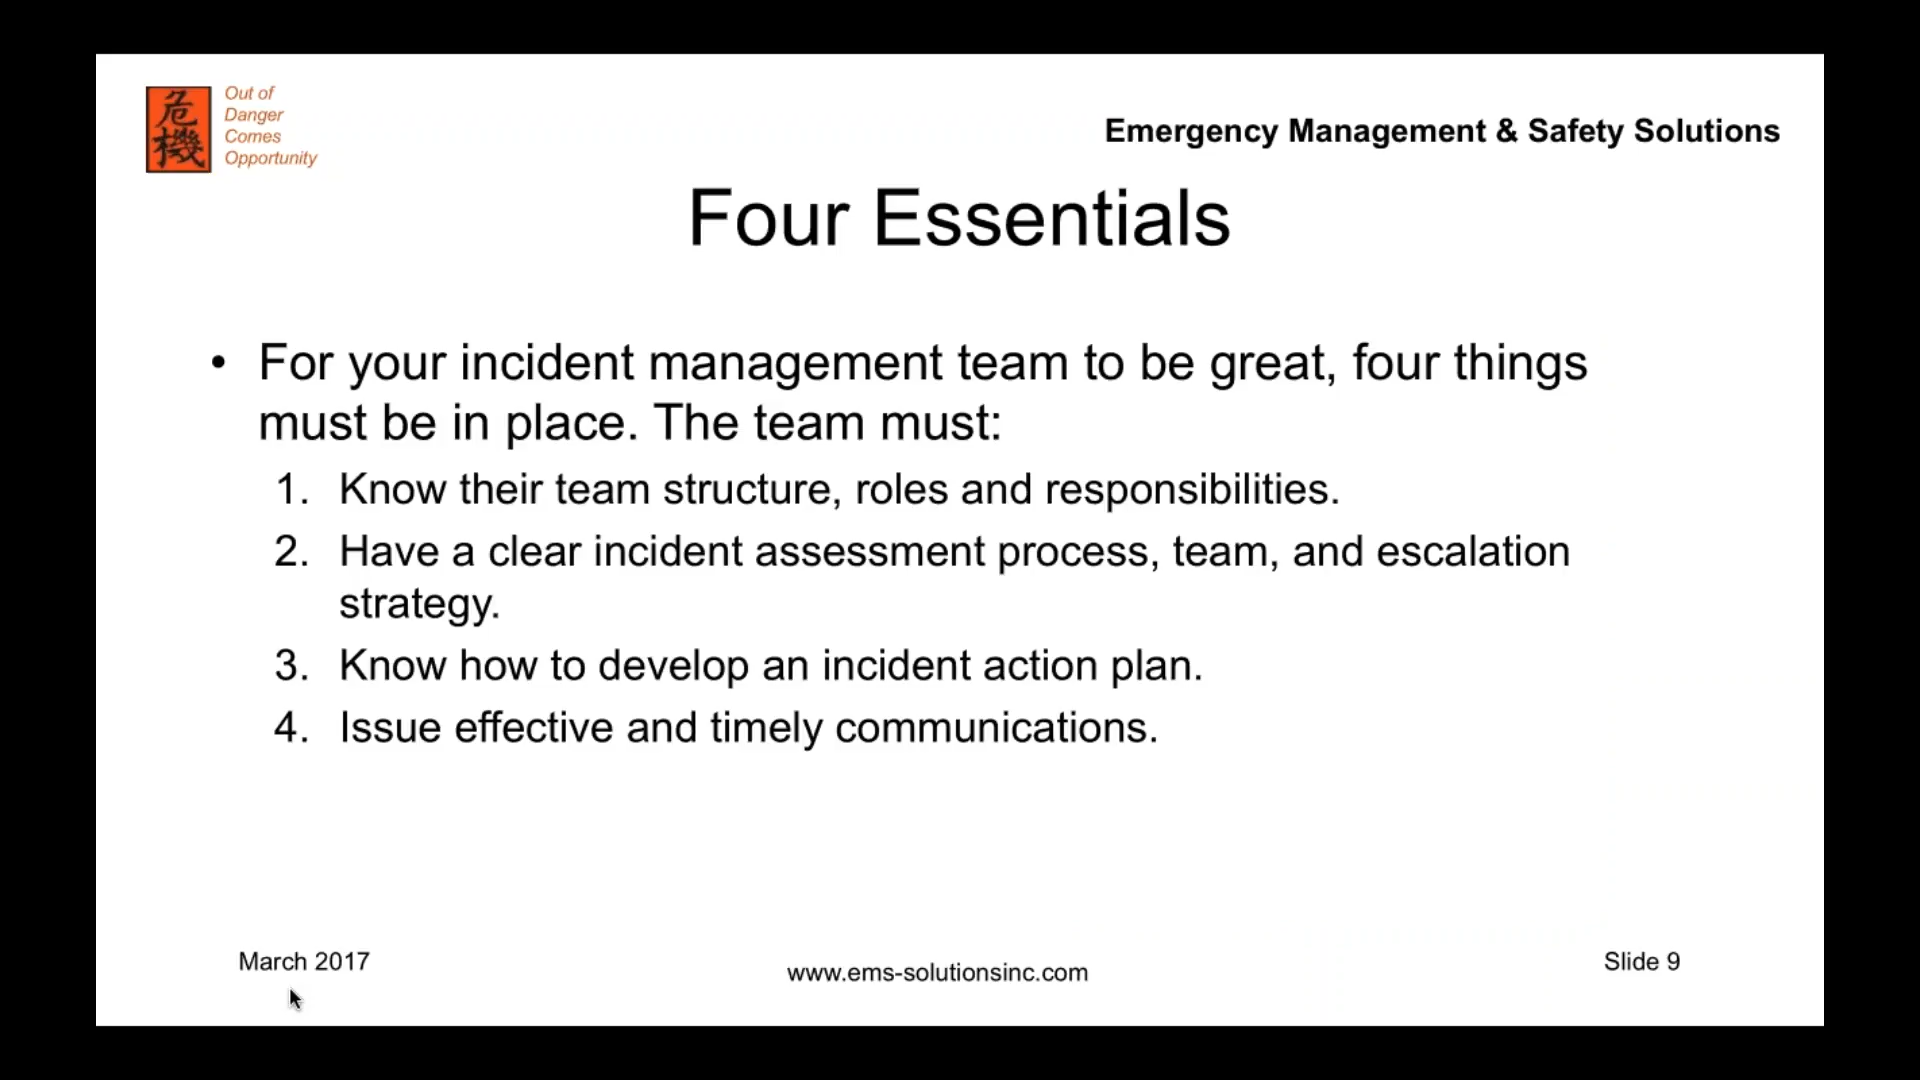 危
機
Out of
Danger
Comes
Opportunity
Emergency Management & Safety Solutions
Four Essentials
• For your incident management team to be great, four things
must be in place. The team must:
1. Know their team structure, roles and responsibilities.
2. Have a clear incident assessment process, team, and escalation
strategy.
3. Know how to develop an incident action plan.
4. Issue effective and timely communications.
March 2017
www.ems-solutionsinc.com
Slide 9